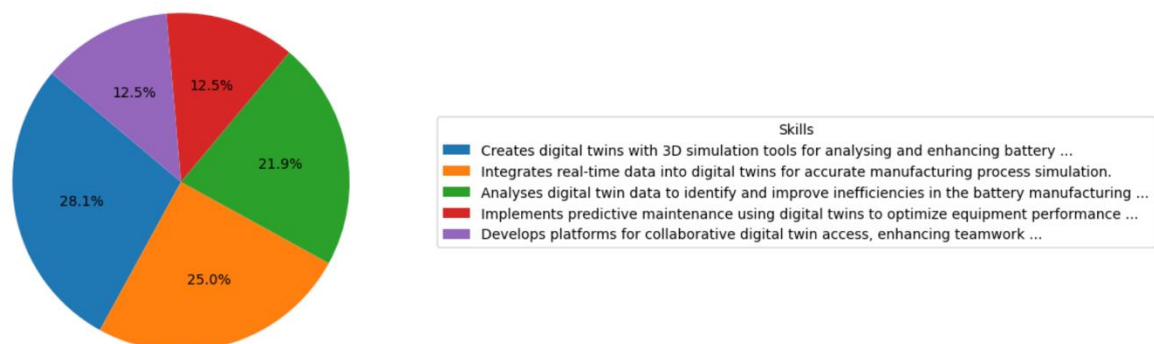 12.5%
12.5%
21.9%
28.1%
25.0%
Skills
Creates digital twins with 3D simulation tools for analysing and enhancing battery ...
Integrates real-time data into digital twins for accurate manufacturing process simulation.
Analyses digital twin data to identify and improve inefficiencies in the battery manufacturing ...
Implements predictive maintenance using digital twins to optimize equipment performance ...
Develops platforms for collaborative digital twin access, enhancing teamwork ...